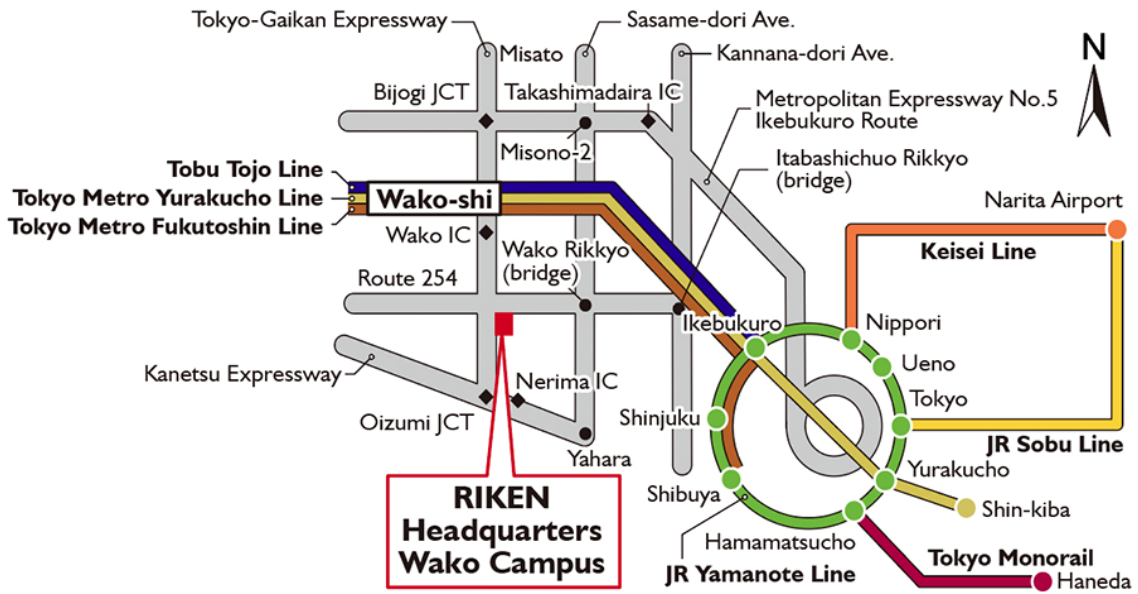 Tokyo-Gaikan Expressway
Sasame-dori Ave.
Misato
Kannana-dori Ave.
N
Bijogi JCT
Takashimadaira IC
Metropolitan Expressway No.5
Ikebukuro Route
Misono-2
Itabashichuo Rikkyo
(bridge)
Tobu Tojo Line
Tokyo Metro Yurakucho Line
Tokyo Metro Fukutoshin Line
Wako-shi
Narita Airport
Keisei Line
Wako IC
Wako Rikkyo
(bridge)
Route 254
Ikebukuro
Nippori
Ueno
Kanetsu Expressway
Nerima IC
Oizumi JCT
Shinjuku
Tokyo
JR Sobu Line
Yahara
Yurakucho
Shibuya
Shin-kiba
RIKEN
Headquarters
Wako Campus
Hamamatsucho
Tokyo Monorail
JR Yamanote Line
Haneda